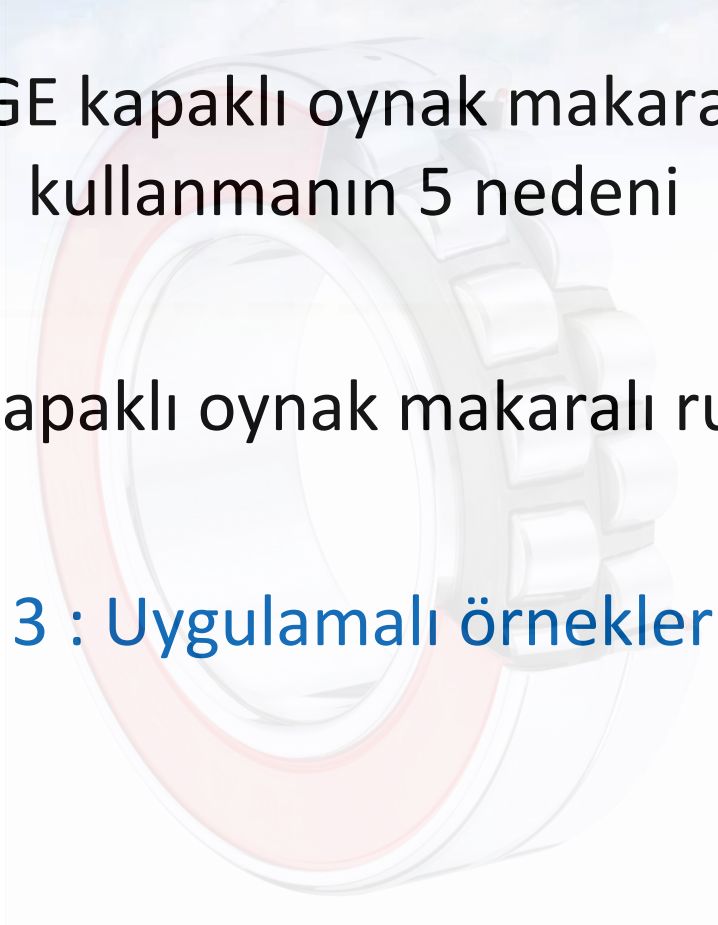 GE kapaklı oynak makara
kullanmanın 5 nedeni
apaklı oynak makaralı ru
3 : Uygulamalı örnekler